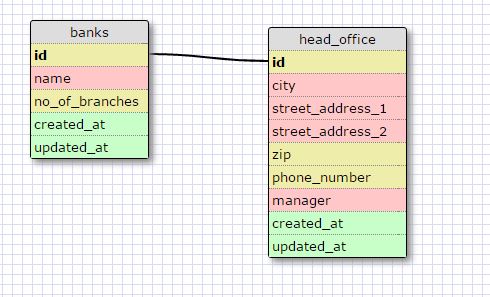 banks
id
name
no_of_branches
created_at
updated_at
head_office
id
city
street_address_1
street_address_2
zip
phone_number
manager
created_at
updated_at